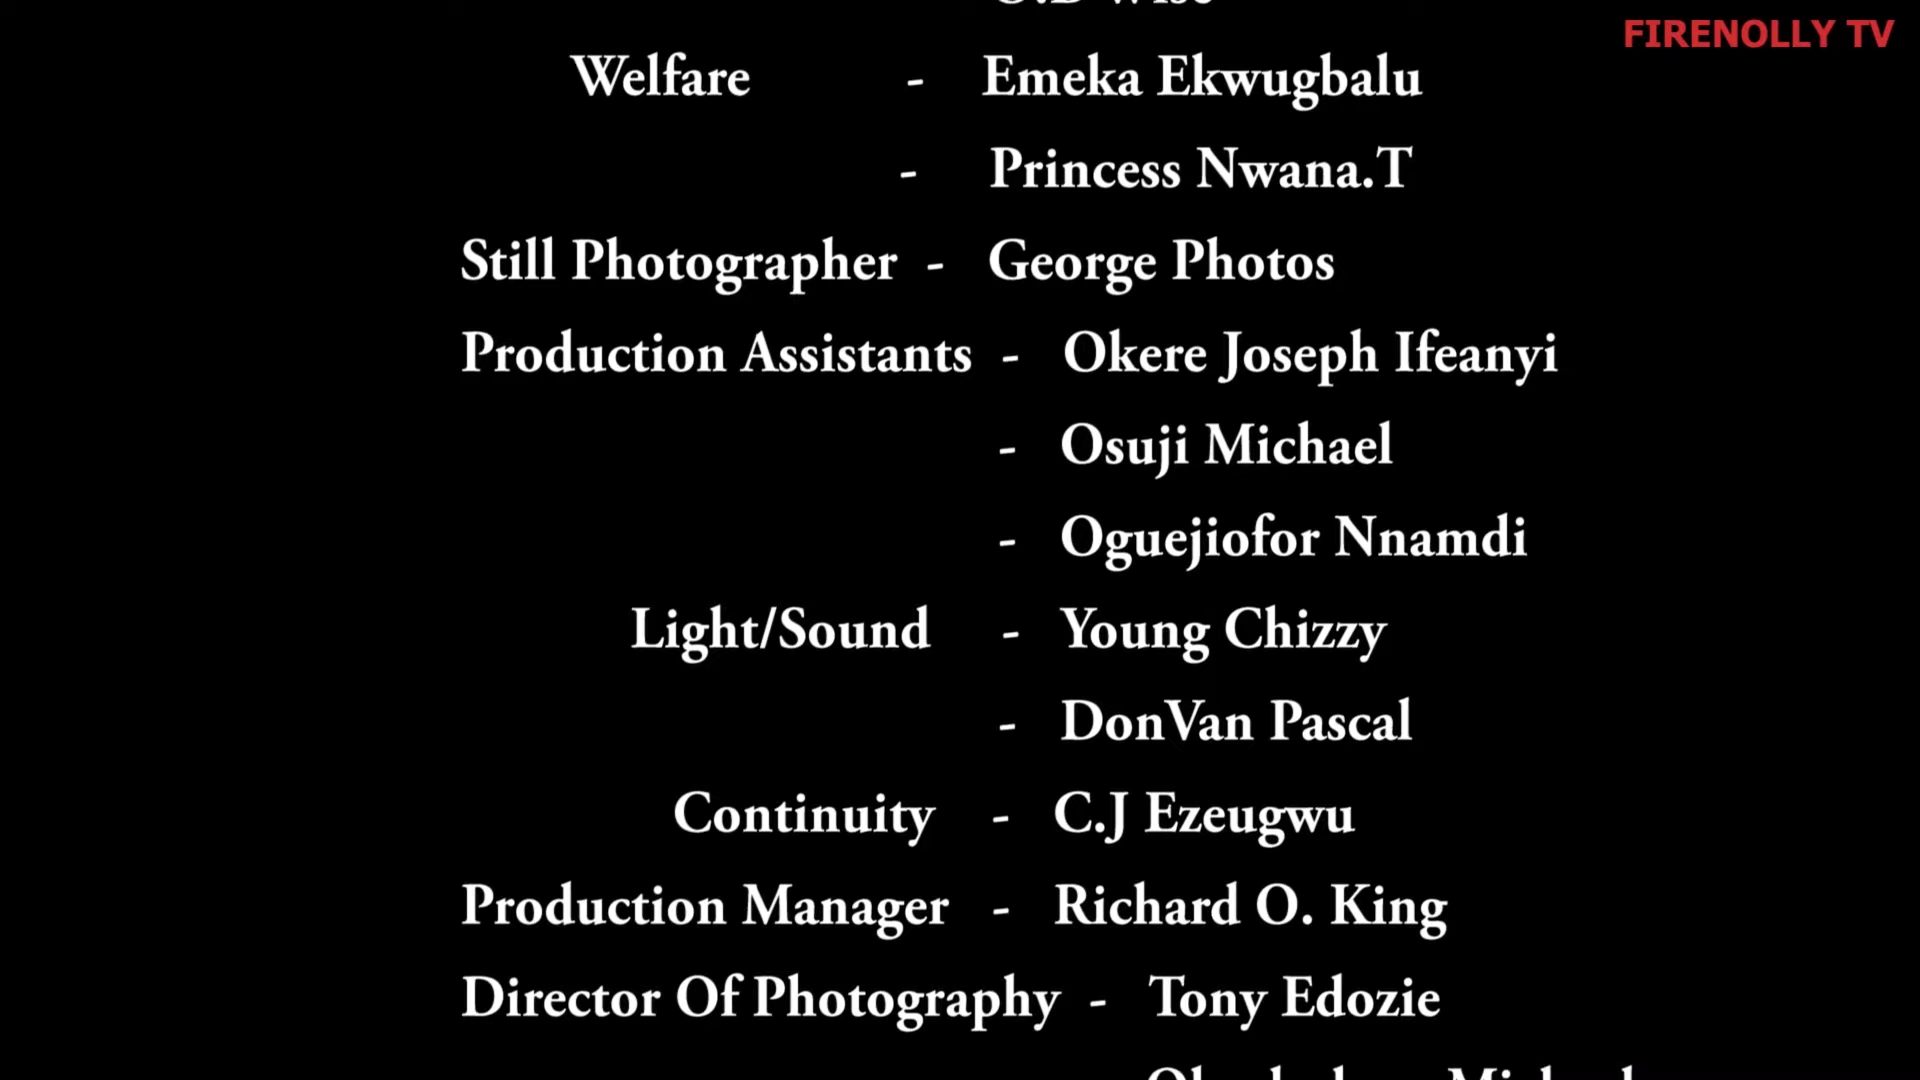 FIRENOLLY TV
Welfare - Emeka Ekwugbalu
- Princess Nwana.T
Still Photographer - George Photos
Production Assistants - Okere Joseph Ifeanyi
- Osuji Michael
- Oguejiofor Nnamdi
Light/Sound - Young Chizzy
- DonVan Pascal
Continuity - C.J Ezeugwu
Production Manager - Richard O. King
Director Of Photography - Tony Edozie